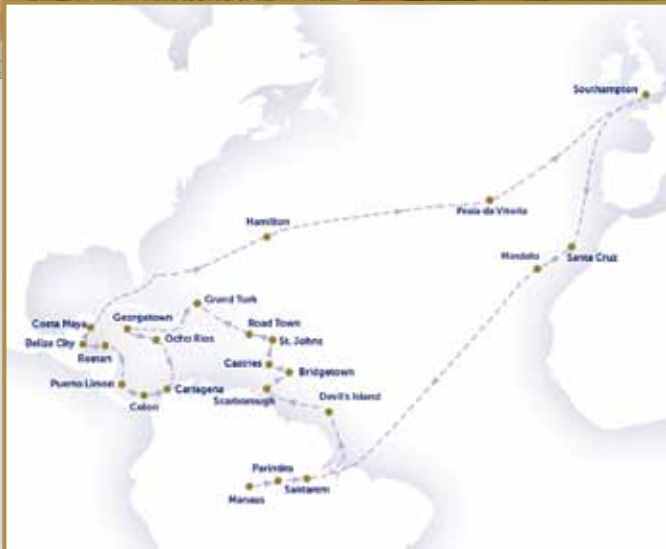 Southampton
Praia da Vitoria
Hamilton
Mindelo
Santa Cruz
Grand Turk
Costa Maya
Georgetown
Road Town
Belize City
Ocho Rios
St. Johns
Roatan
Castries
Bridgetown
Puerto Limon
Cartagena
Scarborough
Devil's Island
Colon
Parintins
Santarem
Manaus